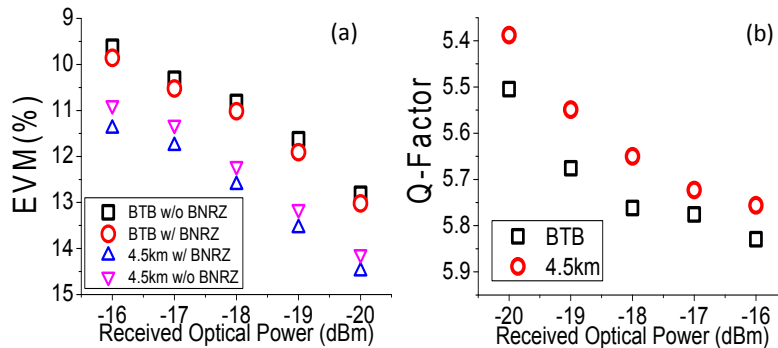 (a)
9
10
11
12
13
14
15
EVM(%)
BTB w/o BNRZ
BTB w/ BNRZ
4.5km w/ BNRZ
4.5km w/o BNRZ
-16 -17 -18 -19 -20
Received Optical Power (dBm)
(b)
5.4
5.5
5.6
5.7
5.8
5.9
Q-Factor
BTB
4.5km
-20 -19 -18 -17 -16
Received Optical Power (dBm)